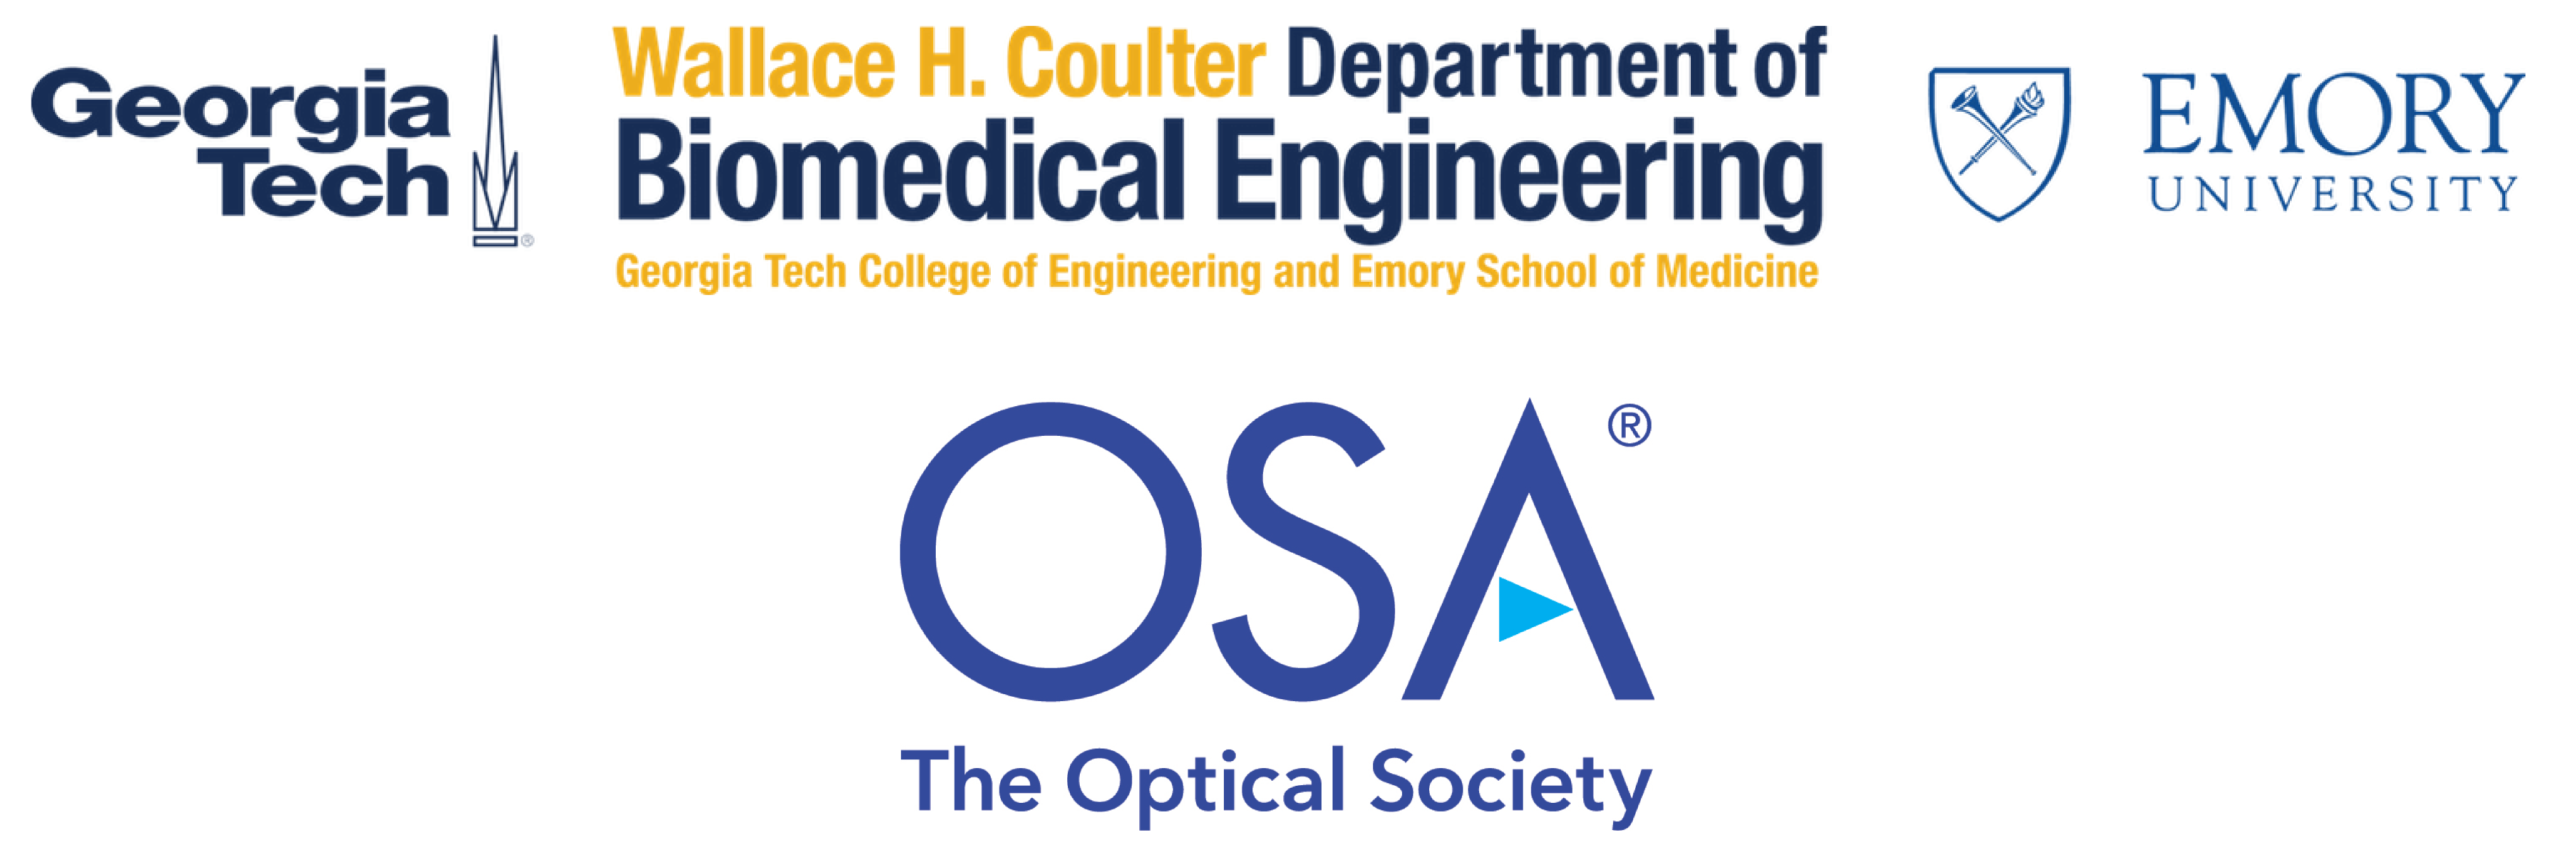 Georgia
Tech
®
Wallace H. Coulter Department of
Biomedical Engineering
Georgia Tech College of Engineering and Emory School of Medicine
EMORY
UNIVERSITY
OSA®
The Optical Society